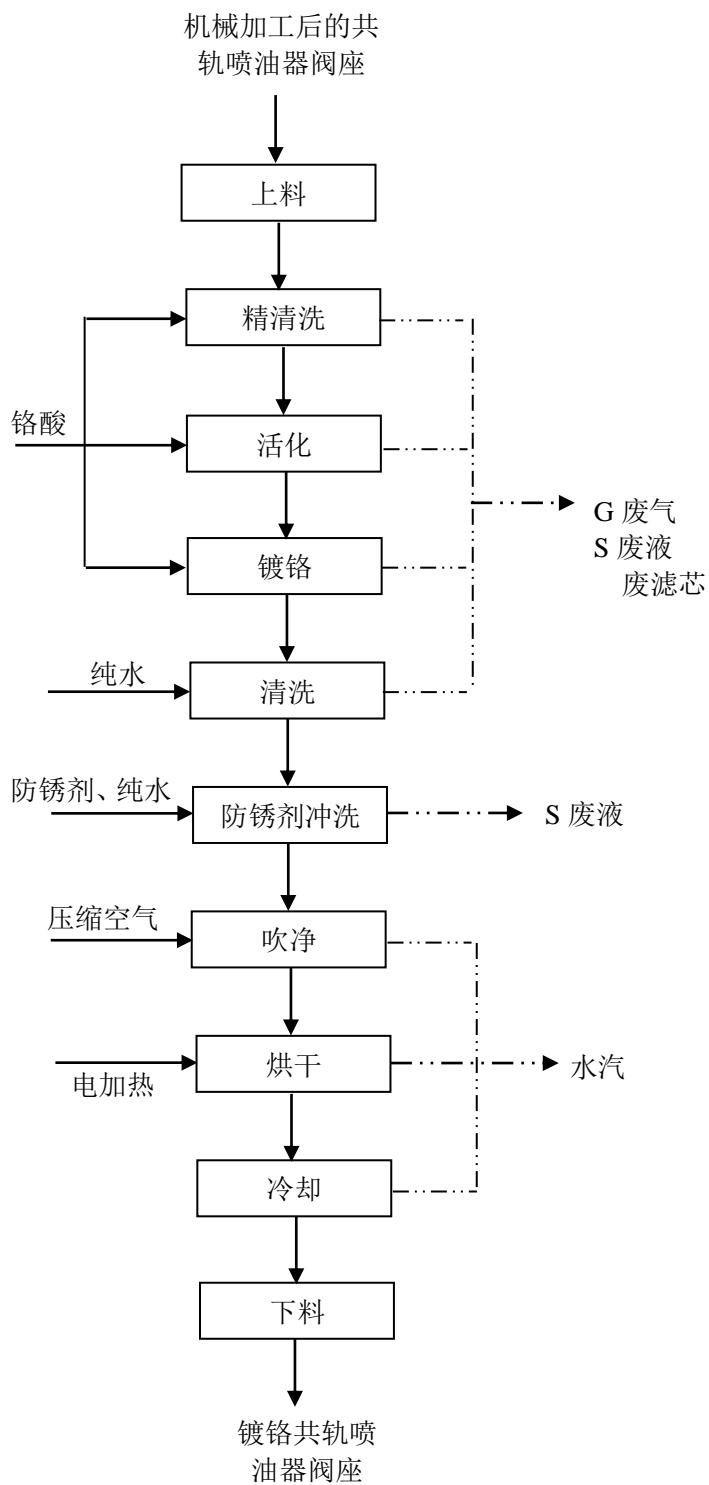 机械加工后的共
轨喷油器阀座
上料
精清洗
铬酸
活化
镀铬
G 废气
S 废液
废滤芯
纯水
清洗
防锈剂、纯水
防锈剂冲洗
S 废液
压缩空气
吹净
电加热
烘干
水汽
冷却
下料
镀铬共轨喷
油器阀座